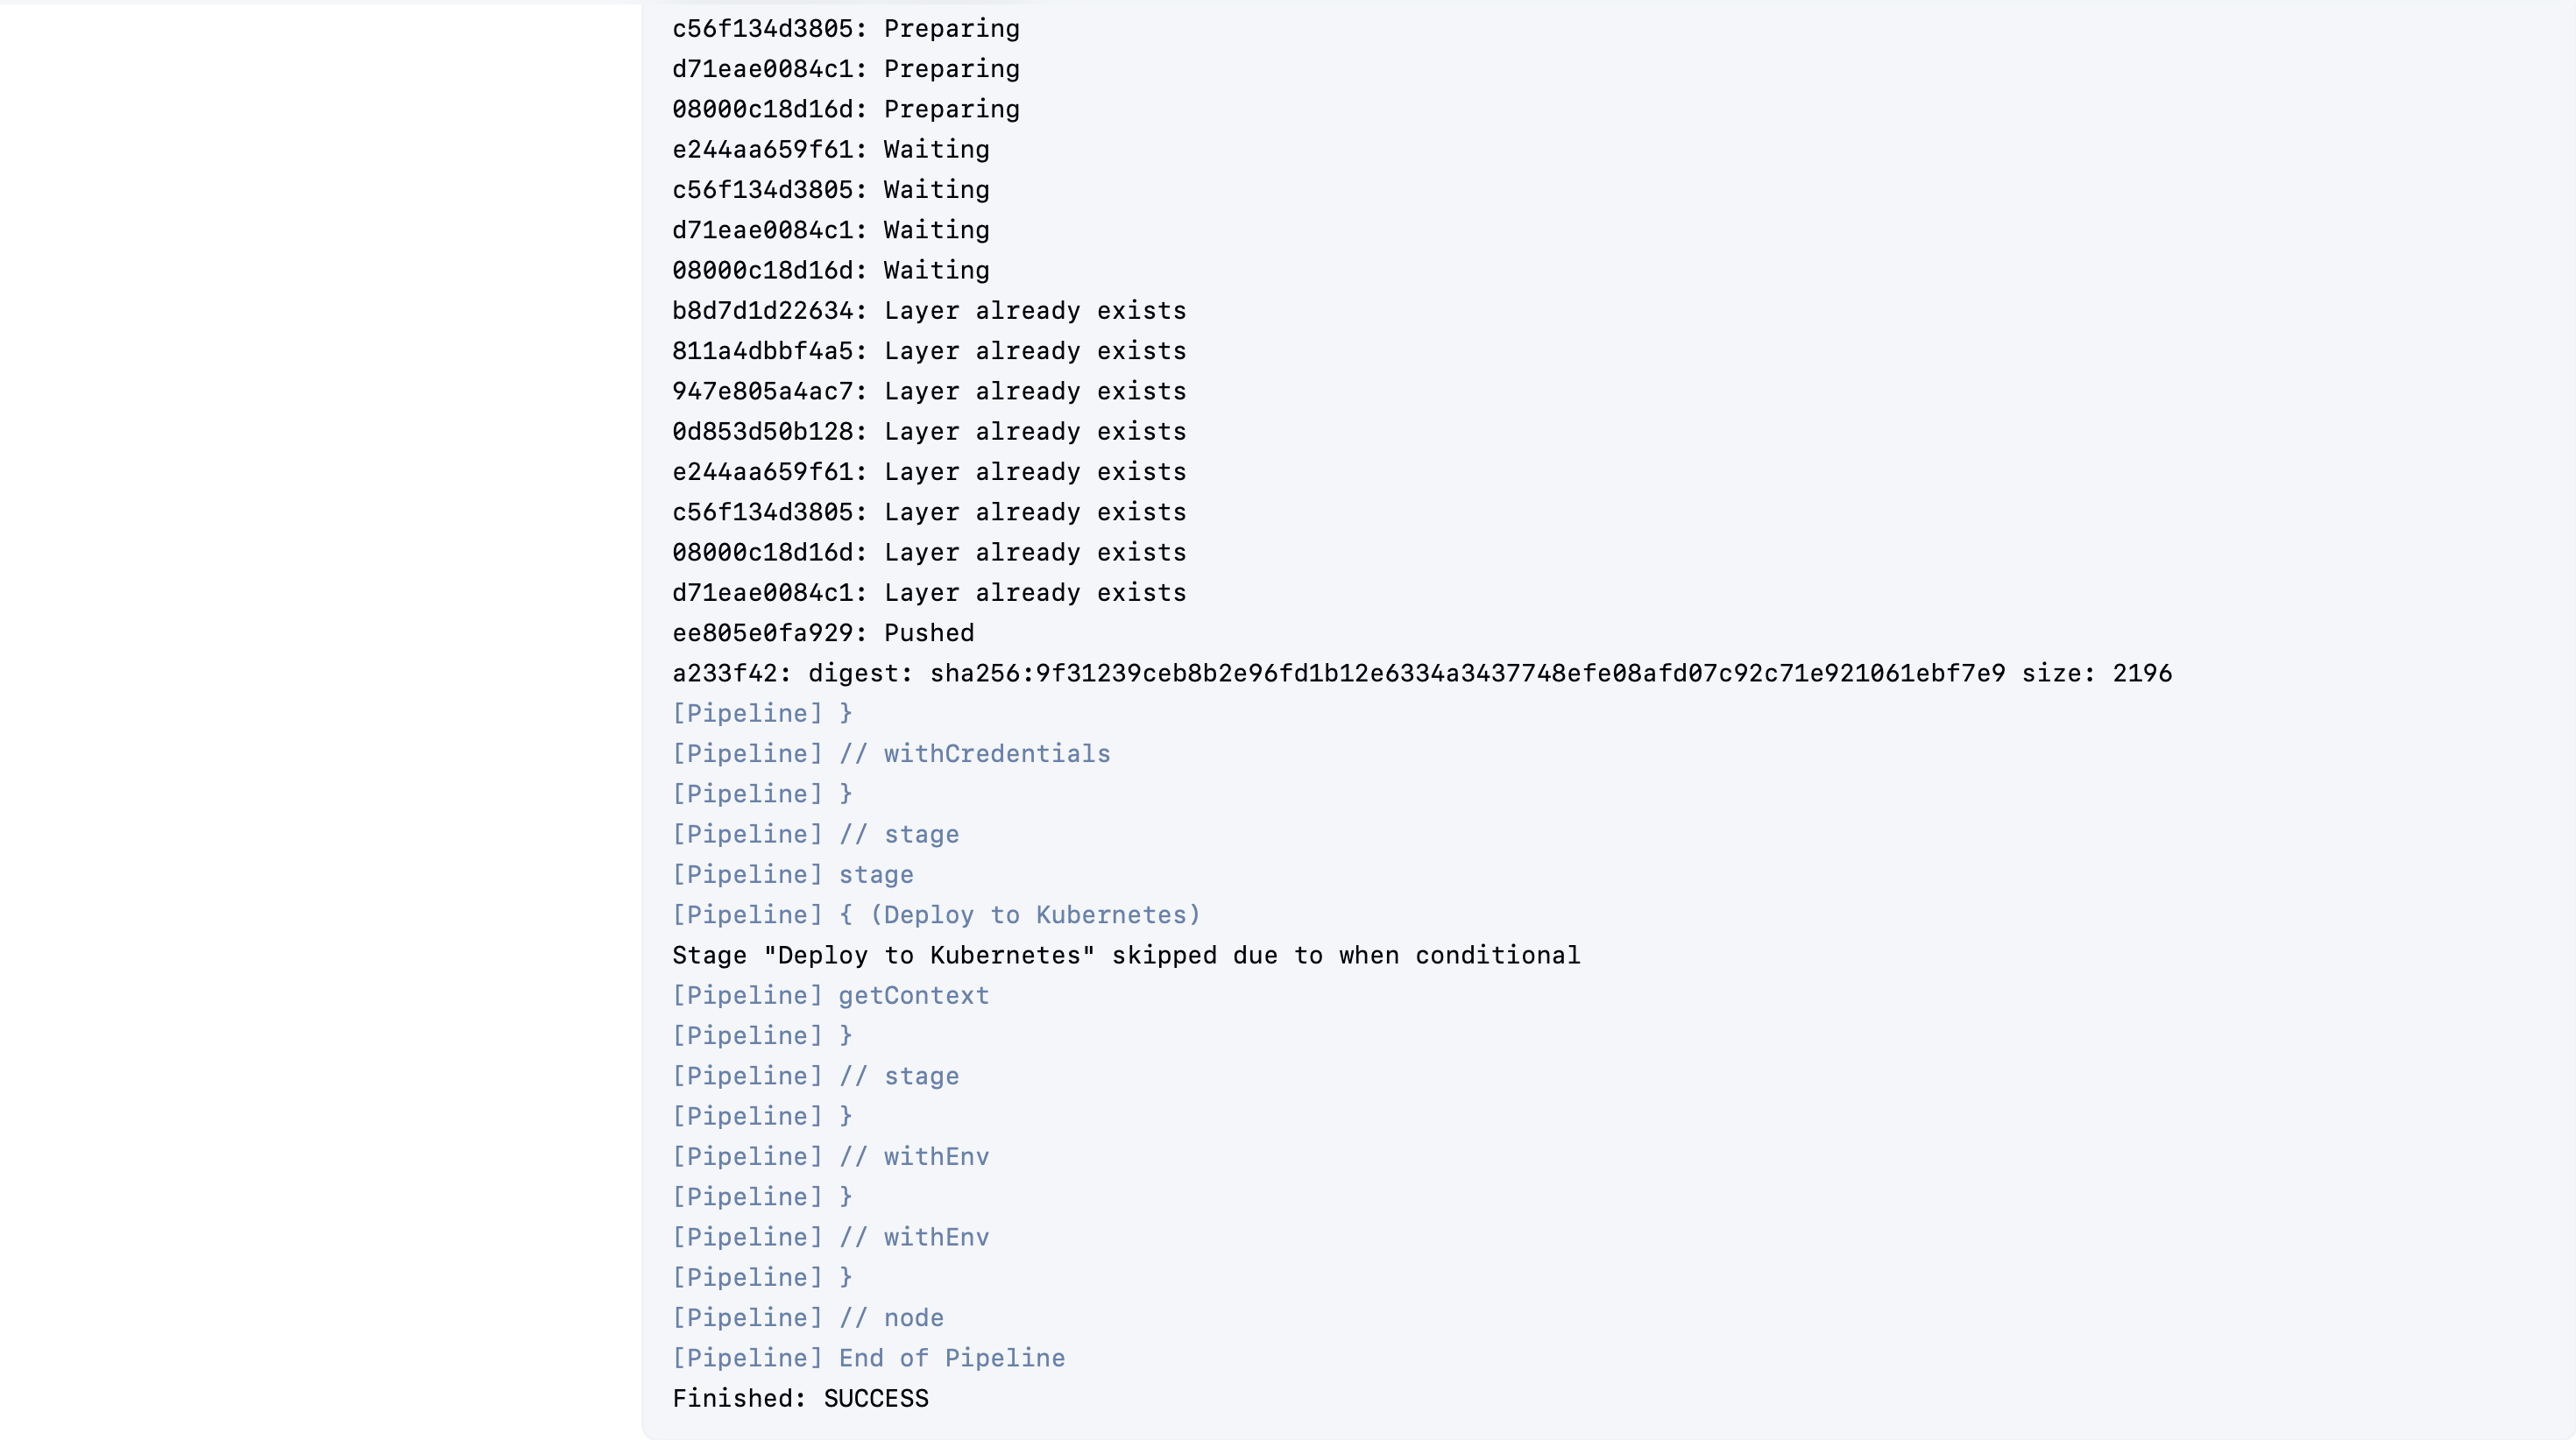 c56f134d3805: Preparing
d71eae0084c1: Preparing
08000c18d16d: Preparing
e244aa659f61: Waiting
c56f134d3805: Waiting
d71eae0084c1: Waiting
08000c18d16d: Waiting
b8d7d1d22634: Layer already exists
811a4dbbf4a5: Layer already exists
947e805a4ac7: Layer already exists
0d853d50b128: Layer already exists
e244aa659f61: Layer already exists
c56f134d3805: Layer already exists
08000c18d16d: Layer already exists
d71eae0084c1: Layer already exists
ee805e0fa929: Pushed
a233f42: digest: sha256:9f31239ceb8b2e96fd1b12e6334a3437748efe08afd07c92c71e921061ebf7e9 size: 2196
[Pipeline] }
[Pipeline] // withCredentials
[Pipeline] }
[Pipeline] // stage
[Pipeline] stage
[Pipeline] { (Deploy to Kubernetes)
Stage "Deploy to Kubernetes" skipped due to when conditional
[Pipeline] getContext
[Pipeline] }
[Pipeline] // stage
[Pipeline] }
[Pipeline] // withEnv
[Pipeline] }
[Pipeline] // withEnv
[Pipeline] }
[Pipeline] // node
[Pipeline] End of Pipeline
Finished: SUCCESS